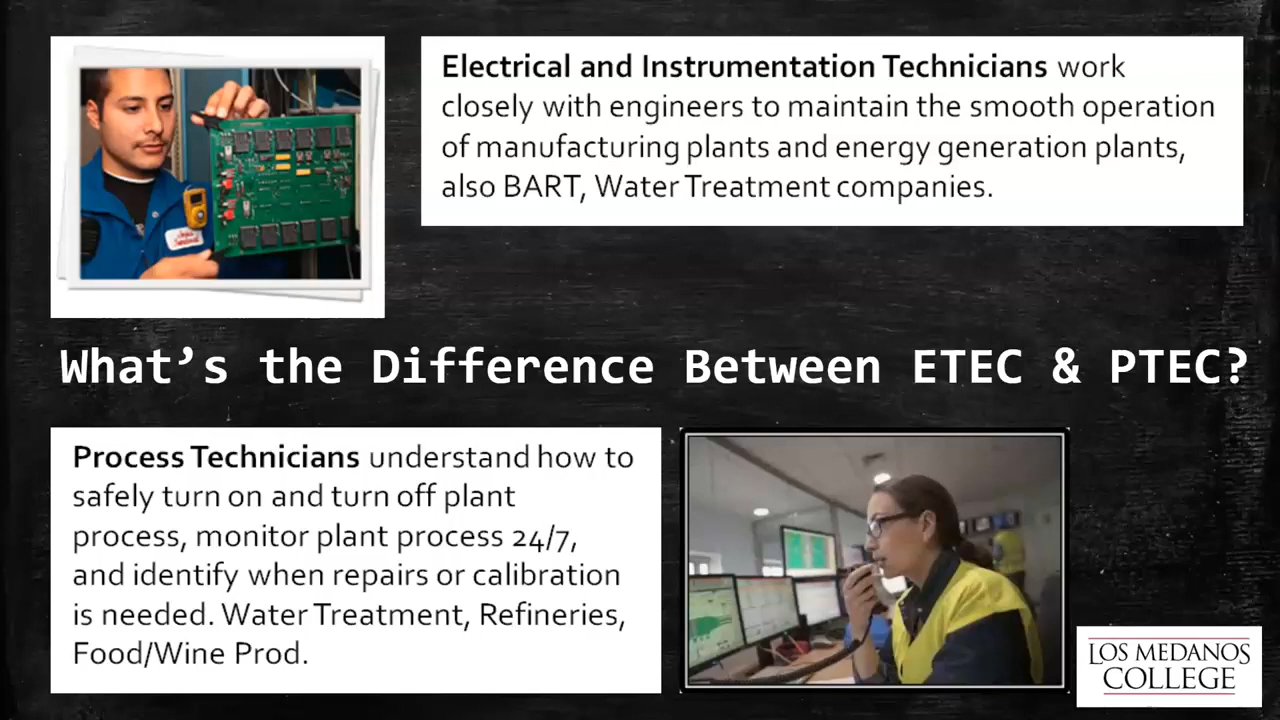 Electrical and Instrumentation Technicians work
closely with engineers to maintain the smooth operation
of manufacturing plants and energy generation plants,
also BART, Water Treatment companies.
What's the Difference Between ETEC & PTEC?
Process Technicians understand how to
safely turn on and turn off plant
process, monitor plant process 24/7,
and identify when repairs or calibration
is needed. Water Treatment, Refineries,
Food/Wine Prod.
LOS MEDANOS
COLLEGE